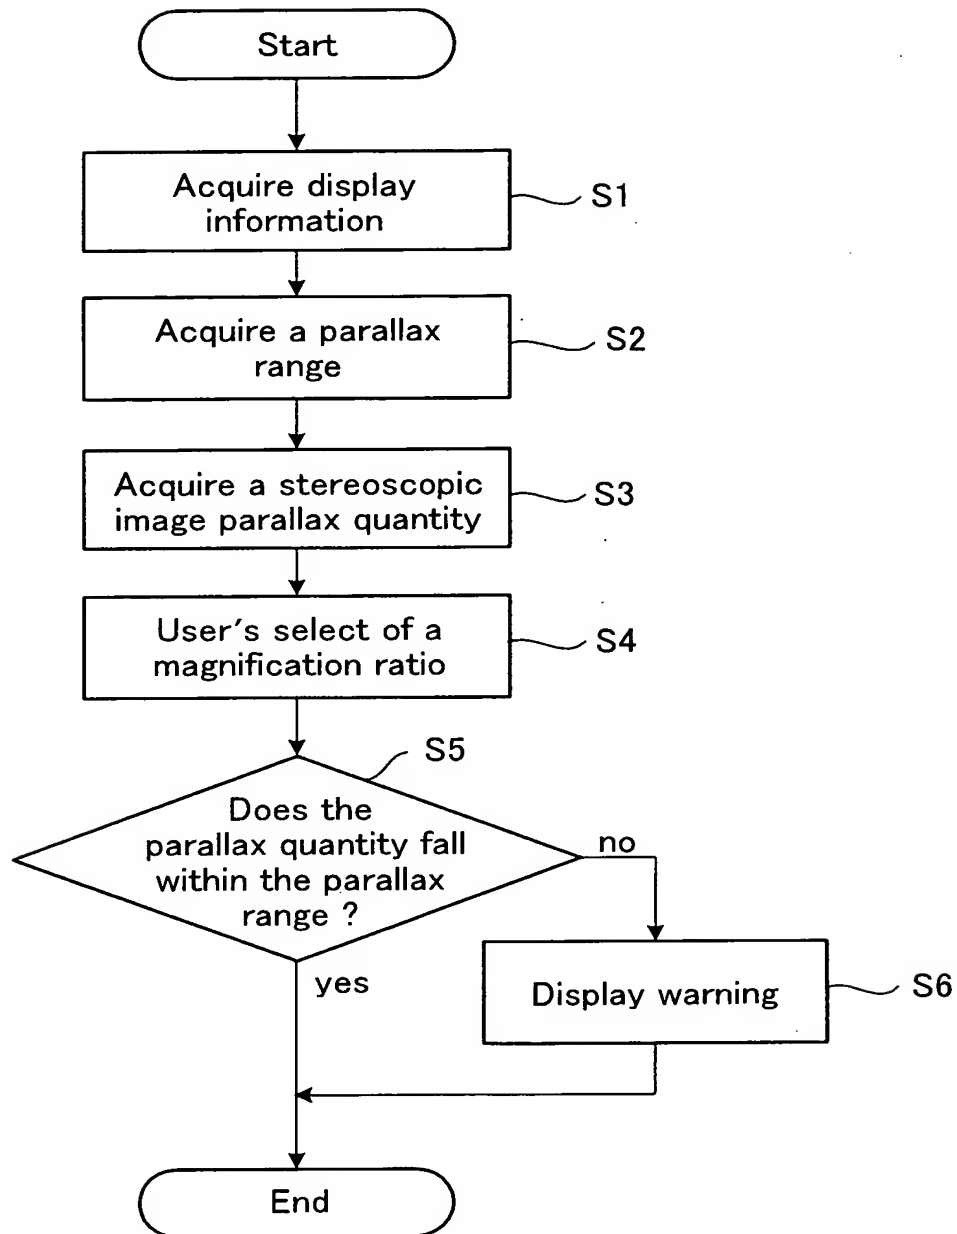 Start
Acquire display
information
S1
Acquire a parallax
range
S2
Acquire a stereoscopic
image parallax quantity
S3
User's select of a
magnification ratio
S4
S5
Does the
parallax quantity fall
within the parallax
range ?
no
yes
Display warning
S6
End